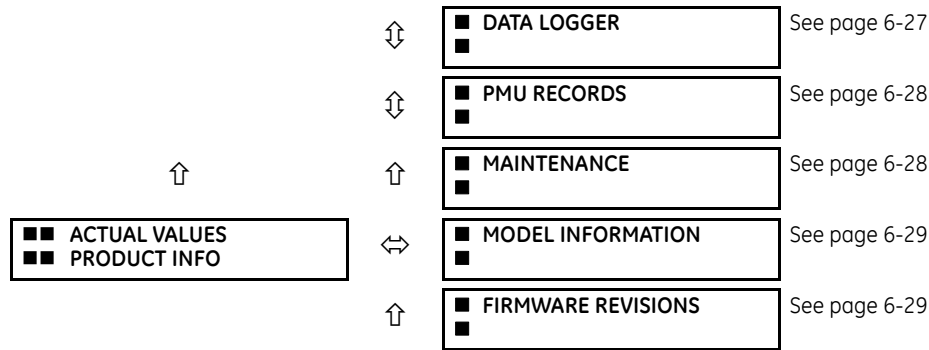 ■ DATA LOGGER
■
See page 6-27
■ PMU RECORDS
■
See page 6-28
■ MAINTENANCE
■
See page 6-28
■■ ACTUAL VALUES
■■ PRODUCT INFO
■ MODEL INFORMATION
■
See page 6-29
■ FIRMWARE REVISIONS
■
See page 6-29